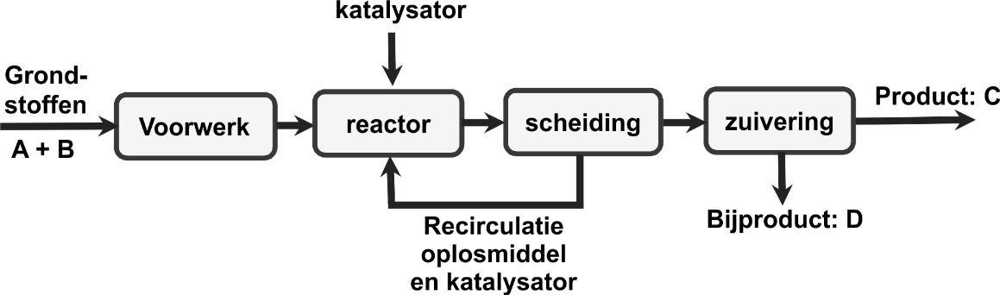 katalysator
Grond-
stoffen
A + B
Voorwerk
reactor
scheiding
zuivering
Product: C
Bijproduct: D
Recirculatie
oplosmiddel
en katalysator